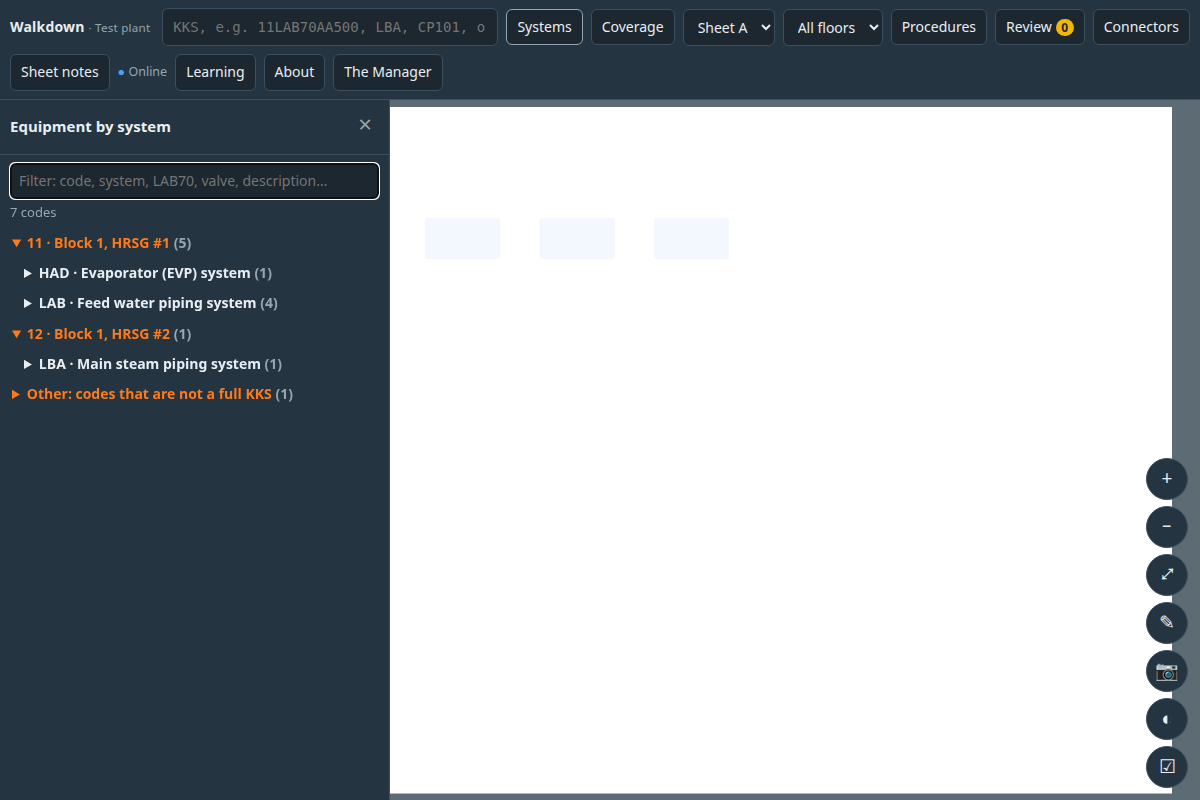 Walkdown · Test plant
KKS, e.g. 11LAB70AA500, LBA, CP101, o
Systems
Coverage
Sheet A
All floors
Procedures
Review 0
Connectors
Sheet notes
Online
Learning
About
The Manager
Equipment by system
Filter: code, system, LAB70, valve, description...
7 codes
11 · Block 1, HRSG #1 (5)
HAD · Evaporator (EVP) system (1)
LAB · Feed water piping system (4)
12 · Block 1, HRSG #2 (1)
LBA · Main steam piping system (1)
Other: codes that are not a full KKS (1)